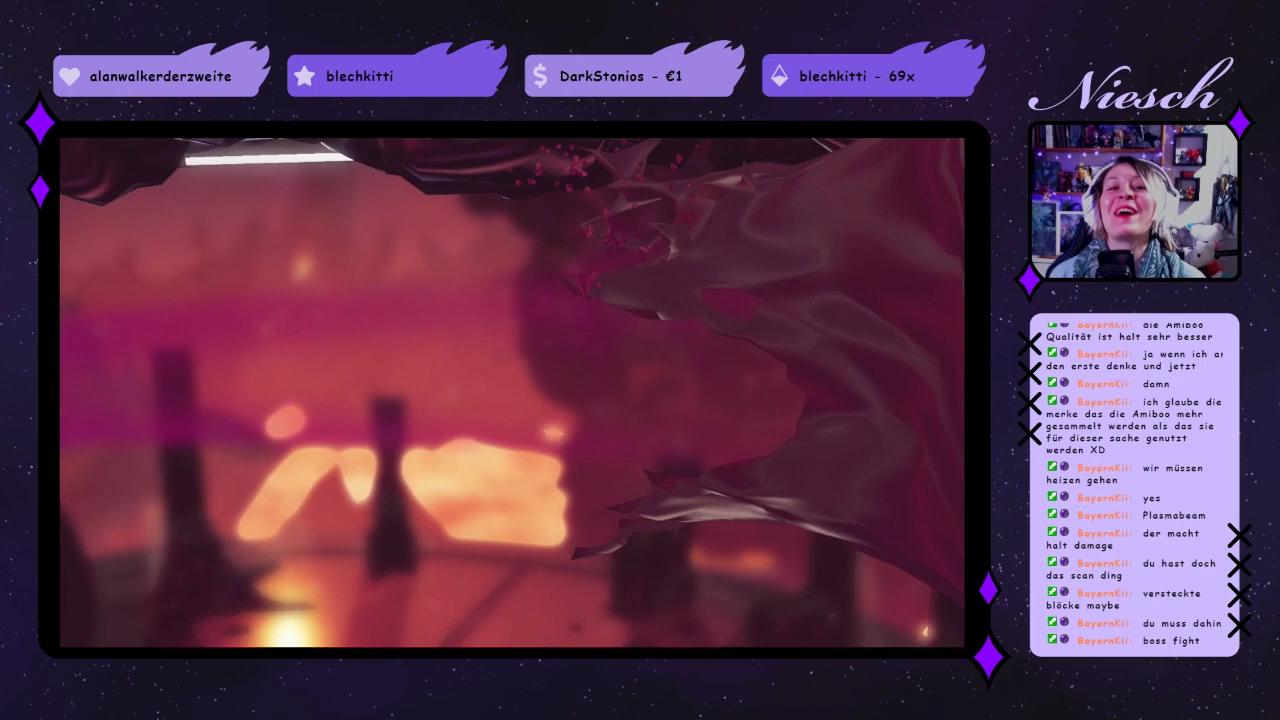 alanwalkerderzweite
blechkitti
DarkStonios - €1
blechkitti - 69x
Niesch
BayernKii: die Amiboo
Qualität ist halt sehr besser
BayernKii: ja wenn ich an
den erste denke und jetzt
BayernKii: damn
BayernKii: ich glaube die
merke das die Amiboo mehr
gesammelt werden als das sie
für dieser sache genutzt
werden XD
BayernKii: wir müssen
heizen gehen
BayernKii: yes
BayernKii: Plasmabeam
BayernKii: der macht
halt damage
BayernKii: du hast doch
das scan ding
BayernKii: versteckte
blöcke maybe
BayernKii: du muss dahin
BayernKii: boss fight